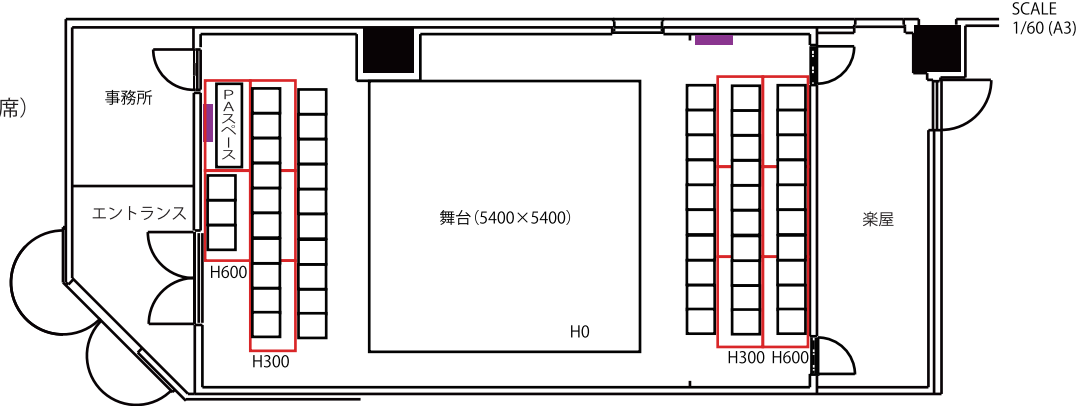 SCALE
1/60 (A3)
席）
事務所
PAスペース
エントランス
舞台（5400×5400）
楽屋
H600
H0
H300
H300
H600